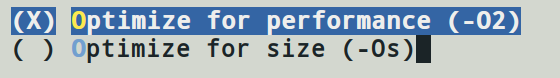 (X) Optimize for performance (-O2)
( ) Optimize for size (-Os)